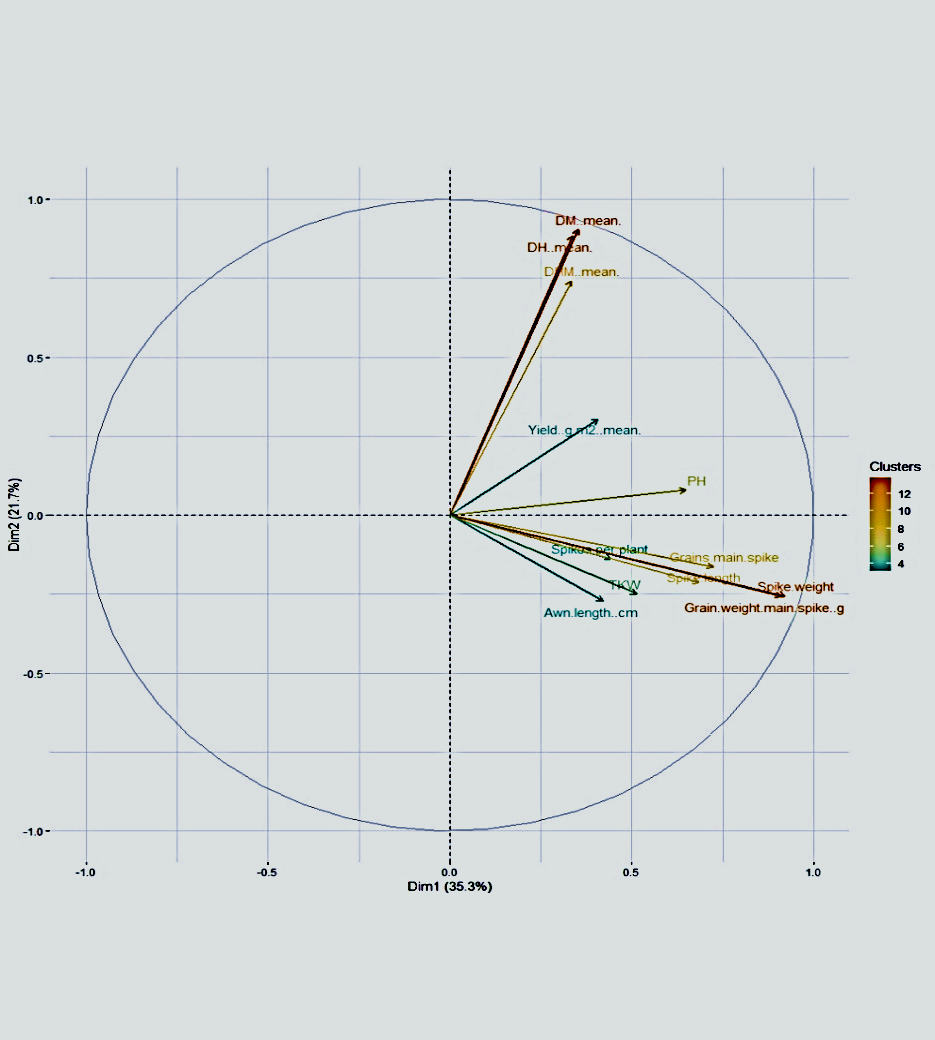 1.0
DM..mean.
DH..mean.
DHM..mean.
0.5
Yield..g.m2..mean.
Clusters
PH
12
10
8
6
4
Dim2 (21.7%)
0.0
Spikes per plant
Grains main.spike
Spike length
TKW
Spike.weight
Awn.length..cm
Grain.weight.main.spike..g
-0.5
-1.0
-1.0
-0.5
0.0
0.5
1.0
Dim1 (35.3%)